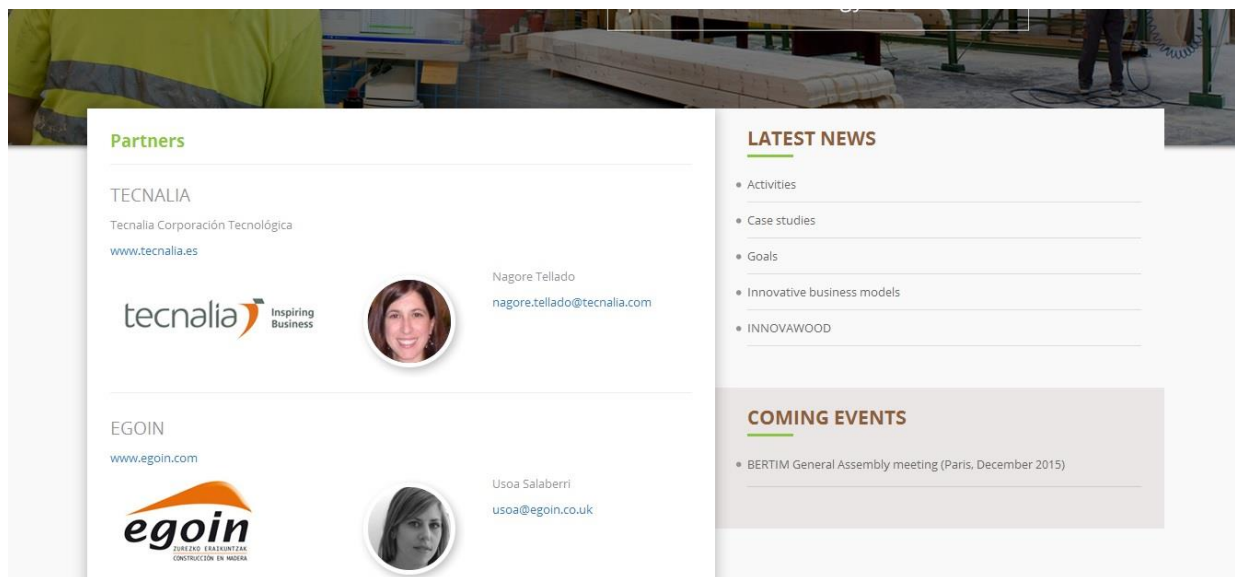 Partners
TECNALIA
Tecnalia Corporación Tecnológica
www.tecnalia.es
tecnalia Inspiring
Business
Nagore Tellado
nagore.tellado@tecnalia.com
EGOIN
www.egoin.com
egoin
ZUREZKO ERAIKUNTZAK
CONSTRUCCIÓN EN MADERA
Usoa Salaberri
usoa@egoin.co.uk
LATEST NEWS
Activities
Case studies
Goals
Innovative business models
INNOVAWOOD
COMING EVENTS
BERTIM General Assembly meeting (Paris, December 2015)